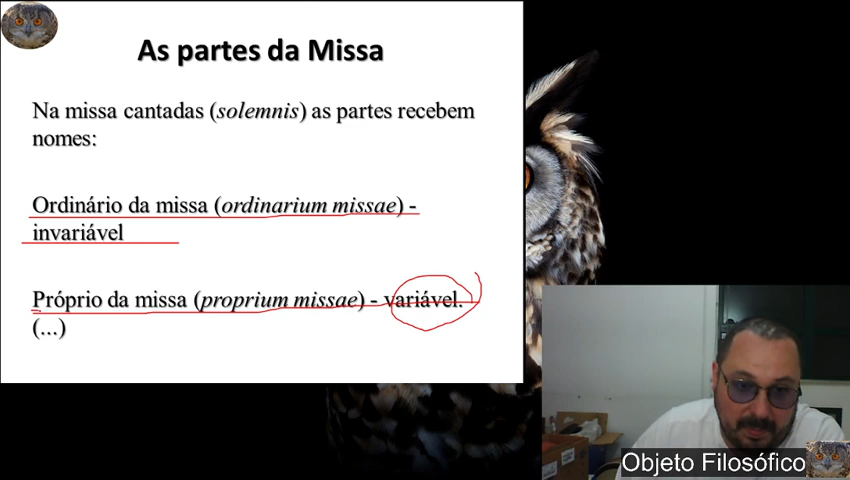 As partes da Missa
Na missa cantadas (solemnis) as partes recebem
nomes:
Ordinário da missa (ordinarium missae) -
invariável
Próprio da missa (proprium missae) - variável.
(...)
Objeto Filosófico